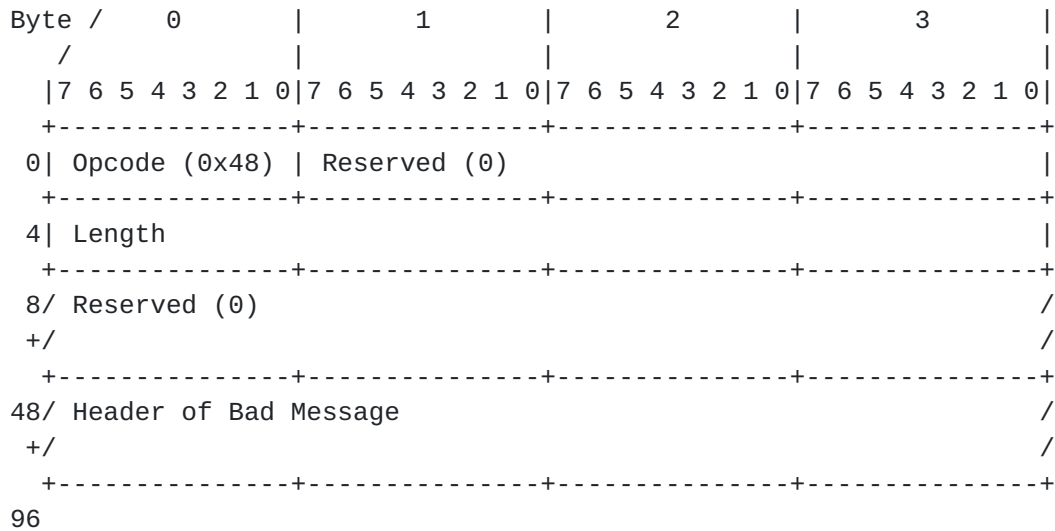 Byte /    0       |       1       |       2       |       3       |
   /              |               |               |               |
  |7 6 5 4 3 2 1 0|7 6 5 4 3 2 1 0|7 6 5 4 3 2 1 0|7 6 5 4 3 2 1 0|
  +---------------+---------------+---------------+---------------+
 0| Opcode (0x48) | Reserved (0)                                  |
  +---------------+---------------+---------------+---------------+
 4| Length                                                        |
  +---------------+---------------+---------------+---------------+
 8/ Reserved (0)                                                  /
 +/                                                               /
  +---------------+---------------+---------------+---------------+
48/ Header of Bad Message                                         /
 +/                                                               /
  +---------------+---------------+---------------+---------------+
96